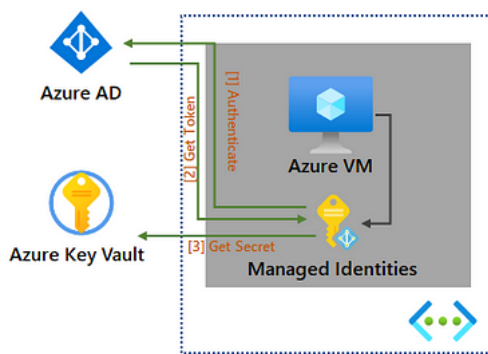 Azure AD
[1] Authenticate
[2] Get Token
Azure VM
Azure Key Vault
[3] Get Secret
Managed Identities